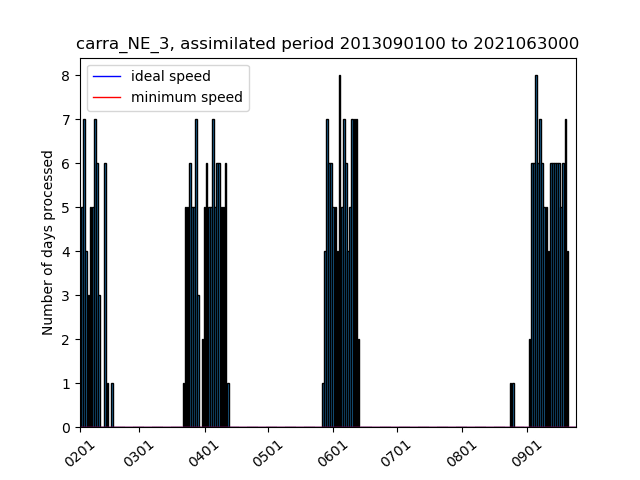 carra_NE_3, assimilated period 2013090100 to 2021063000
ideal speed
minimum speed
Number of days processed
8
7
6
5
4
3
2
1
0
0201 0301 0401 0501 0601 0701 0801 0901